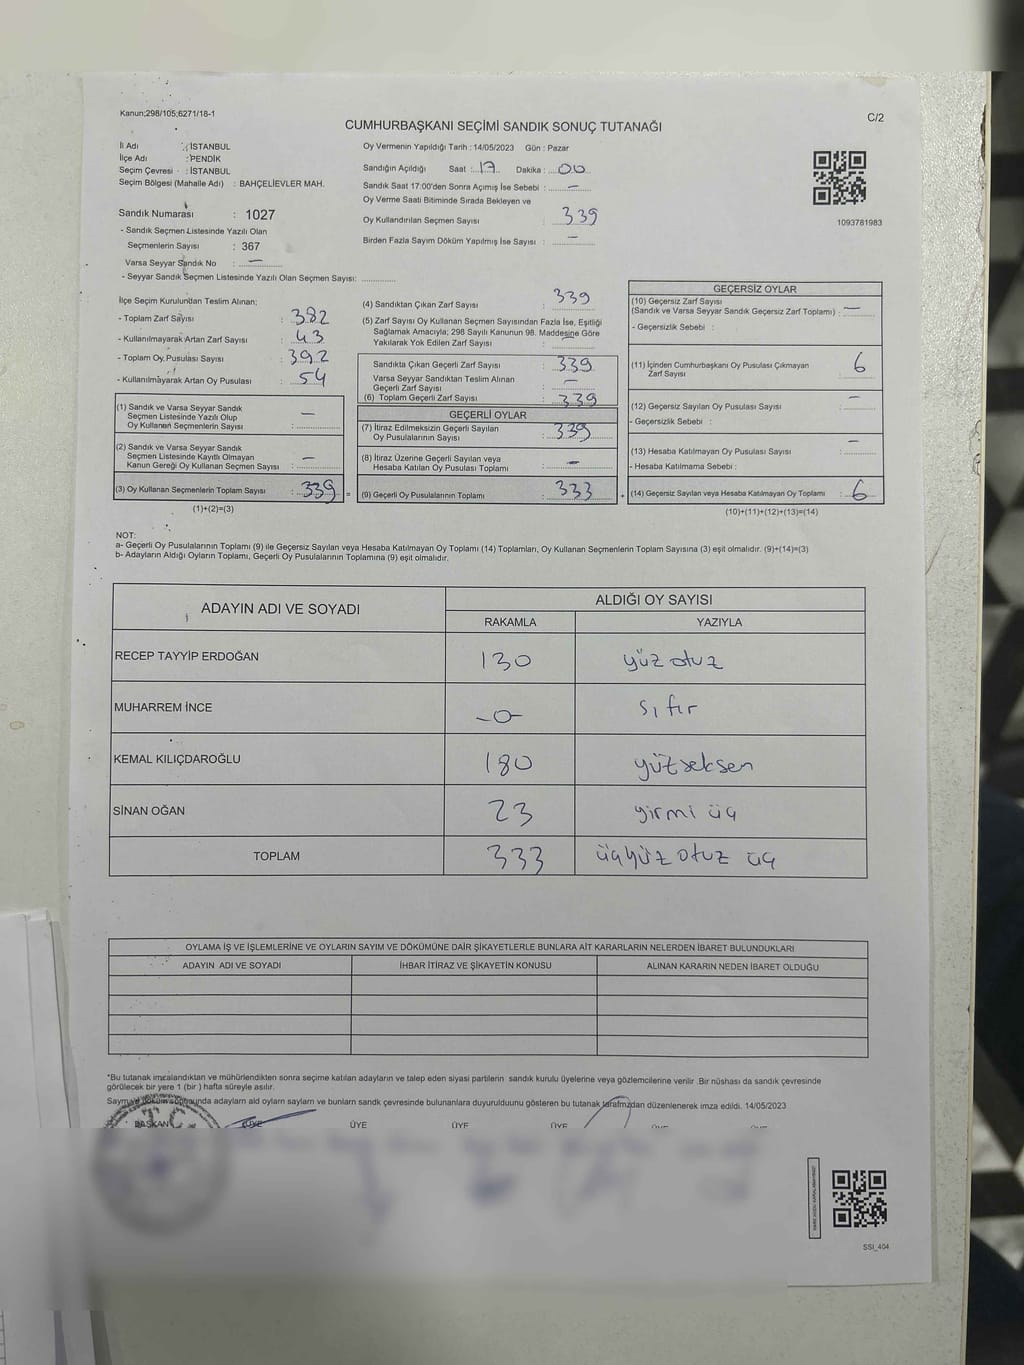 Kanun;298/105;6271/18-1
C/2
CUMHURBAŞKANI SEÇİMİ SANDIK SONUÇ TUTANAĞI
İl Adı : İSTANBUL
İlçe Adı : PENDİK
Seçim Çevresi : İSTANBUL
Seçim Bölgesi (Mahalle Adı) : BAHÇELİEVLER MAH.
Sandık Numarası : 1027
- Sandık Seçmen Listesinde Yazılı Olan
Seçmenlerin Sayısı : 367
Varsa Seyyar Sandık No : —
- Seyyar Sandık Seçmen Listesinde Yazılı Olan Seçmen Sayısı:
Oy Vermenin Yapıldığı Tarih : 14/05/2023 Gün : Pazar
Sandığın Açıldığı Saat : 17 Dakika : 00
Sandık Saat 17:00'den Sonra Açımış İse Sebebi : —
Oy Verme Saati Bitiminde Sırada Bekleyen ve
Oy Kullandırılan Seçmen Sayısı : 339
Birden Fazla Sayım Döküm Yapılmış İse Sayısı : —
1093781983
İlçe Seçim Kurulundan Teslim Alınan;
- Toplam Zarf Sayısı : 382
- Kullanılmayarak Artan Zarf Sayısı : 43
- Toplam Oy Pusulası Sayısı : 392
- Kullanılmayarak Artan Oy Pusulası : 54
(1) Sandık ve Varsa Seyyar Sandık
Seçmen Listesinde Yazılı Olup
Oy Kullanan Seçmenlerin Sayısı : —
(2) Sandık ve Varsa Seyyar Sandık
Seçmen Listesinde Kayıtlı Olmayan
Kanun Gereği Oy Kullanan Seçmen Sayısı : —
(3) Oy Kullanan Seçmenlerin Toplam Sayısı : 339 =
(1)+(2)=(3)
(4) Sandıktan Çıkan Zarf Sayısı : 339
(5) Zarf Sayısı Oy Kullanan Seçmen Sayısından Fazla İse, Eşitliği
Sağlamak Amacıyla; 298 Sayılı Kanunun 98. Maddesine Göre
Yakılarak Yok Edilen Zarf Sayısı : —
Sandıkta Çıkan Geçerli Zarf Sayısı : 339
Varsa Seyyar Sandıktan Teslim Alınan
Geçerli Zarf Sayısı : —
(6) Toplam Geçerli Zarf Sayısı : 339
GEÇERLİ OYLAR
(7) İtiraz Edilmeksizin Geçerli Sayılan
Oy Pusulalarının Sayısı : 339
(8) İtiraz Üzerine Geçerli Sayılan veya
Hesaba Katılan Oy Pusulası Toplamı : —
(9) Geçerli Oy Pusulalarının Toplamı : 333 +
GEÇERSİZ OYLAR
(10) Geçersiz Zarf Sayısı
(Sandık ve Varsa Seyyar Sandık Geçersiz Zarf Toplamı) : —
- Geçersizlik Sebebi :
(11) İçinden Cumhurbaşkanı Oy Pusulası Çıkmayan
Zarf Sayısı : 6
(12) Geçersiz Sayılan Oy Pusulası Sayısı : —
- Geçersizlik Sebebi :
(13) Hesaba Katılmayan Oy Pusulası Sayısı : —
- Hesaba Katılmama Sebebi :
(14) Geçersiz Sayılan veya Hesaba Katılmayan Oy Toplamı : 6
(10)+(11)+(12)+(13)=(14)
NOT:
a- Geçerli Oy Pusulalarının Toplamı (9) ile Geçersiz Sayılan veya Hesaba Katılmayan Oy Toplamı (14) Toplamları, Oy Kullanan Seçmenlerin Toplam Sayısına (3) eşit olmalıdır. (9)+(14)=(3)
b- Adayların Aldığı Oyların Toplamı, Geçerli Oy Pusulalarının Toplamına (9) eşit olmalıdır.
ADAYIN ADI VE SOYADI ALDIĞI OY SAYISI
RAKAMLA YAZIYLA
RECEP TAYYİP ERDOĞAN 130 yüz otuz
MUHARREM İNCE -0- sıfır
KEMAL KILIÇDAROĞLU 180 yüzseksen
SİNAN OĞAN 23 yirmi üç
TOPLAM 333 üçyüz otuz üç
OYLAMA İŞ VE İŞLEMLERİNE VE OYLARIN SAYIM VE DÖKÜMÜNE DAİR ŞİKAYETLERLE BUNLARA AİT KARARLARIN NELERDEN İBARET BULUNDUKLARI
ADAYIN ADI VE SOYADI İHBAR İTİRAZ VE ŞİKAYETİN KONUSU ALINAN KARARIN NEDEN İBARET OLDUĞU
*Bu tutanak imzalandıktan ve mühürlendikten sonra seçime katılan adayların ve talep eden siyasi partilerin sandık kurulu üyelerine veya gözlemcilerine verilir .Bir nüshası da sandık çevresinde
görülecek bir yere 1 (bir ) hafta süreyle asılır.
Sayım ve döküm sonunda adayların aldığı oyların sayılarını ve bunların sandık çevresinde bulunanlara duyurulduunu gösteren bu tutanak tarafımızdan düzenlenerek imza edildi. 14/05/2023
BAŞKAN ÜYE ÜYE ÜYE ÜYE
T.C.
SSI_404